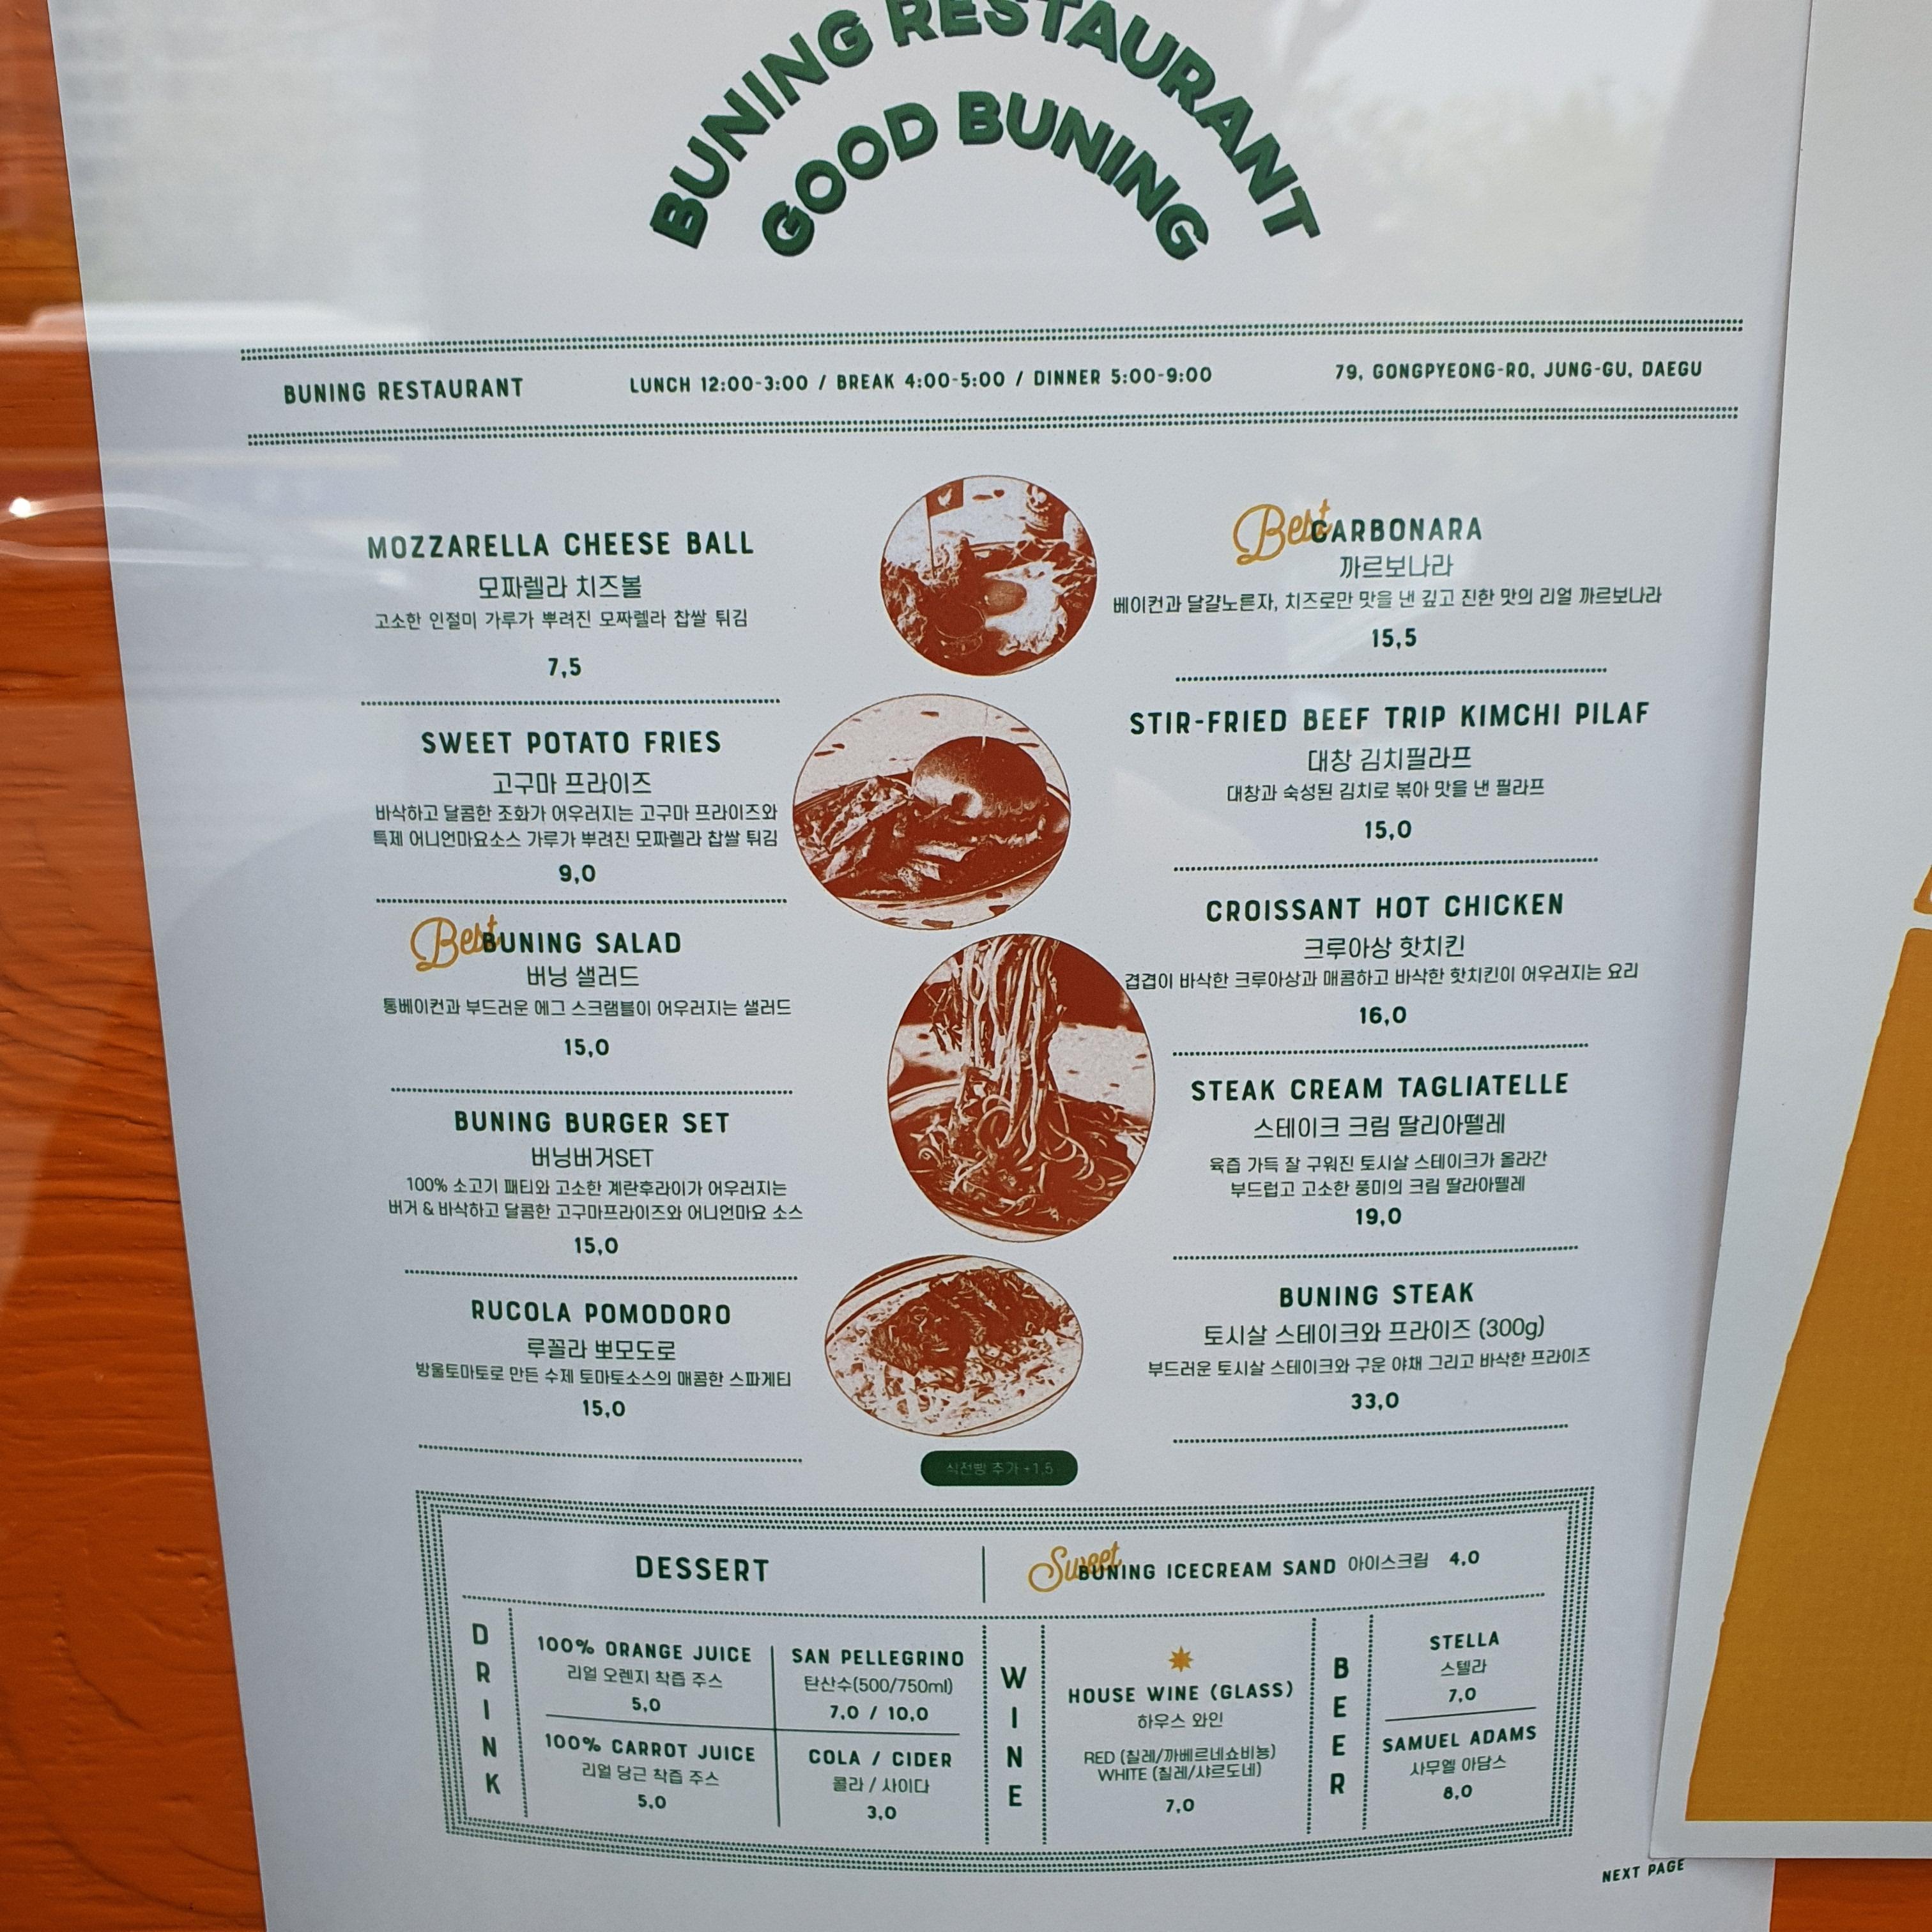 BUNING RESTAURANT
GOOD BUNING
BUNING RESTAURANT
LUNCH 12:00-3:00 / BREAK 4:00-5:00 / DINNER 5:00-9:00
79, GONGPYEONG-RO, JUNG-GU, DAEGU
MOZZARELLA CHEESE BALL
모짜렐라 치즈볼
고소한 인절미 가루가 뿌려진 모짜렐라 찹쌀 튀김
7,5
SWEET POTATO FRIES
고구마 프라이즈
바삭하고 달콤한 조화가 어우러지는 고구마 프라이즈와
특제 어니언마요소스 가루가 뿌려진 모짜렐라 찹쌀 튀김
9,0
Best BUNING SALAD
버닝 샐러드
통베이컨과 부드러운 에그 스크램블이 어우러지는 샐러드
15,0
BUNING BURGER SET
버닝버거SET
100% 소고기 패티와 고소한 계란후라이가 어우러지는
버거 & 바삭하고 달콤한 고구마프라이즈와 어니언마요 소스
15,0
RUCOLA POMODORO
루꼴라 뽀모도로
방울토마토로 만든 수제 토마토소스의 매콤한 스파게티
15,0
Best CARBONARA
까르보나라
베이컨과 달걀노른자, 치즈로만 맛을 낸 깊고 진한 맛의 리얼 까르보나라
15,5
STIR-FRIED BEEF TRIP KIMCHI PILAF
대창 김치필라프
대창과 숙성된 김치로 볶아 맛을 낸 필라프
15,0
CROISSANT HOT CHICKEN
크루아상 핫치킨
겹겹이 바삭한 크루아상과 매콤하고 바삭한 핫치킨이 어우러지는 요리
16,0
STEAK CREAM TAGLIATELLE
스테이크 크림 딸리아뗄레
육즙 가득 잘 구워진 토시살 스테이크가 올라간
부드럽고 고소한 풍미의 크림 딸라아뗄레
19,0
BUNING STEAK
토시살 스테이크와 프라이즈 (300g)
부드러운 토시살 스테이크와 구운 야채 그리고 바삭한 프라이즈
33,0
식전빵 추가 +1,5
DESSERT
Sweet BUNING ICECREAM SAND 아이스크림 4,0
DRINK
100% ORANGE JUICE
리얼 오렌지 착즙 주스
5,0
100% CARROT JUICE
리얼 당근 착즙 주스
5,0
SAN PELLEGRINO
탄산수(500/750ml)
7,0 / 10,0
COLA / CIDER
콜라 / 사이다
3,0
WINE
HOUSE WINE (GLASS)
하우스 와인
RED (칠레/까베르네쇼비뇽)
WHITE (칠레/샤르도네)
7,0
BEER
STELLA
스텔라
7,0
SAMUEL ADAMS
사무엘 아담스
8,0
NEXT PAGE